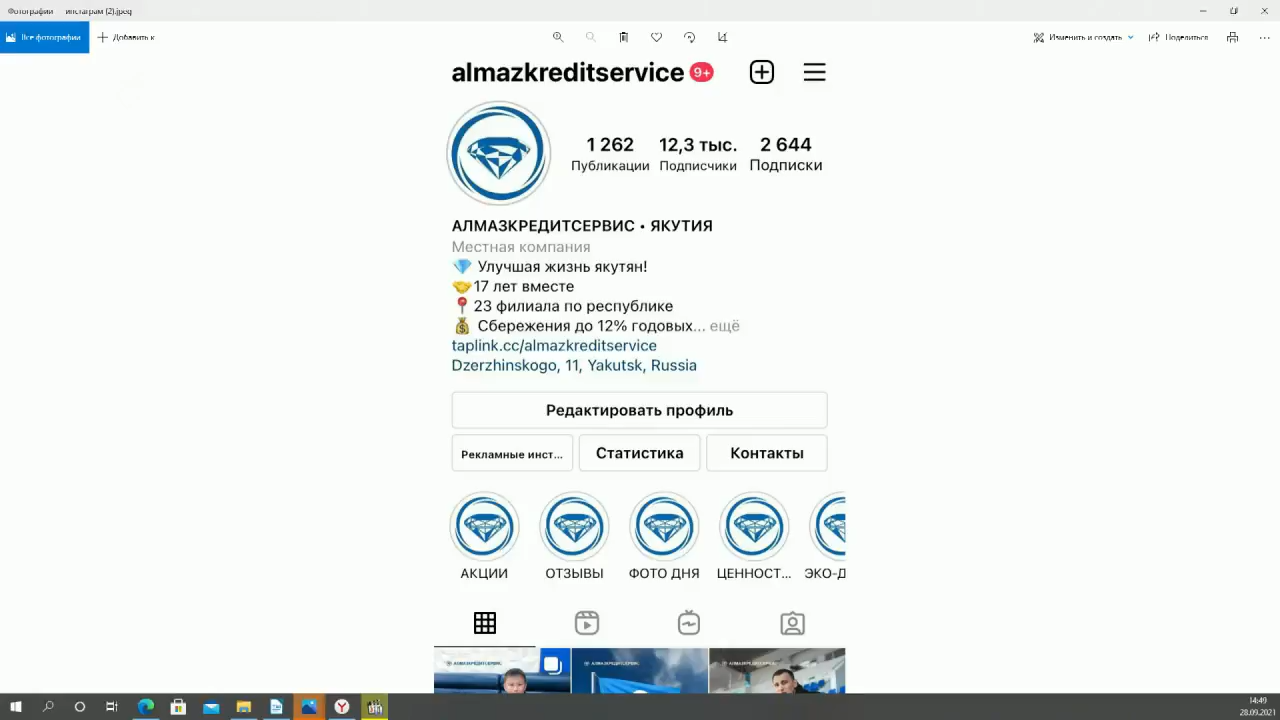 Фотографии - инстаграм (2).jpeg
Все фотографии
Добавить к
Изменить и создать
Поделиться
almazkreditservice 9+
1 262 12,3 тыс. 2 644
Публикации Подписчики Подписки
АЛМАЗКРЕДИТСЕРВИС • ЯКУТИЯ
Местная компания
💎 Улучшая жизнь якутян!
🤝17 лет вместе
📍 23 филиала по республике
💰 Сбережения до 12% годовых... ещё
taplink.cc/almazkreditservice
Dzerzhinskogo, 11, Yakutsk, Russia
Редактировать профиль
Рекламные инст...
Статистика
Контакты
АКЦИИ
ОТЗЫВЫ
ФОТО ДНЯ
ЦЕННОСТ...
ЭКО-Д
АЛМАЗКРЕДИТСЕРВИС
АЛМАЗКРЕДИТСЕРВИС
АЛМАЗКРЕДИТСЕРВИС
14:49
28.09.2021